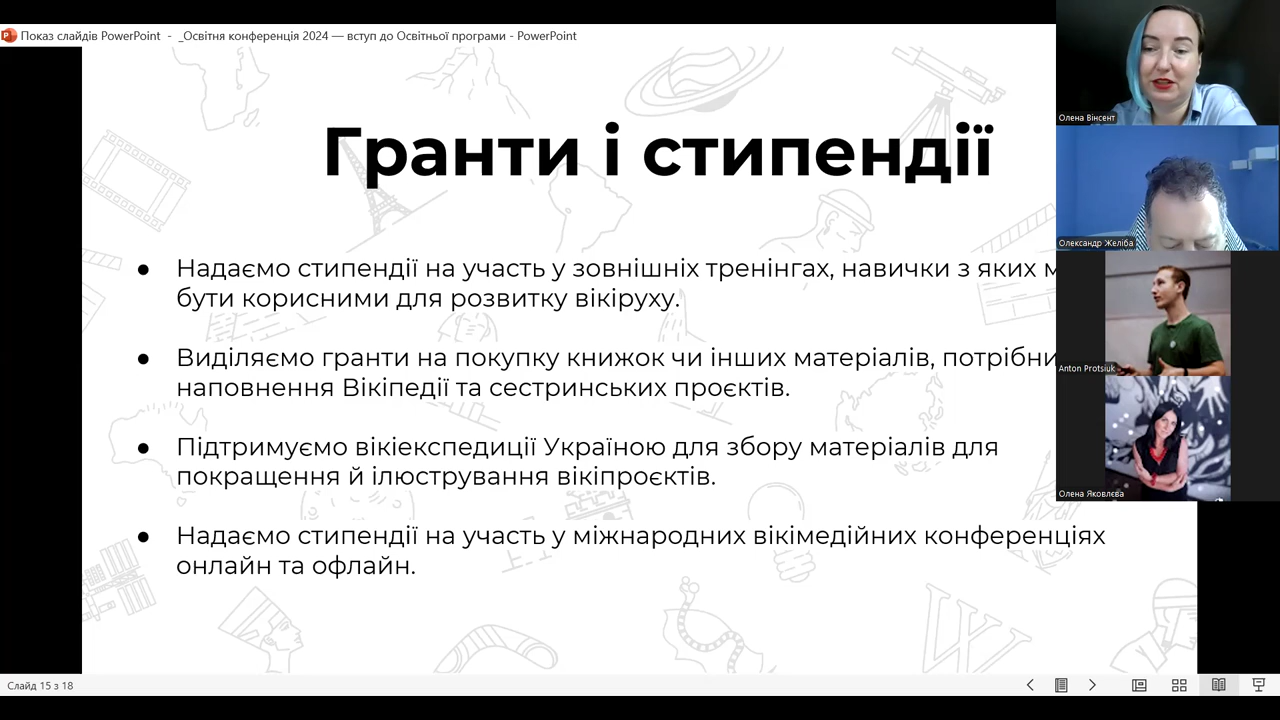 Показ слайдів PowerPoint - _Освітня конференція 2024 — вступ до Освітньої програми - PowerPoint
Гранти і стипендії
● Надаємо стипендії на участь у зовнішніх тренінгах, навички з яких
бути корисними для розвитку вікіруху.
● Виділяємо гранти на покупку книжок чи інших матеріалів,
наповнення Вікіпедії та сестринських проєктів.
● Підтримуємо вікіекспедиції Україною для збору матеріалів для
покращення й ілюстрування вікіпроєктів.
● Надаємо стипендії на участь у міжнародних вікімедійних конференціях
онлайн та офлайн.
Олена Вінсент
Олександр Желіба
Anton Protsiuk
Олена Яковлєва
Слайд 15 з 18